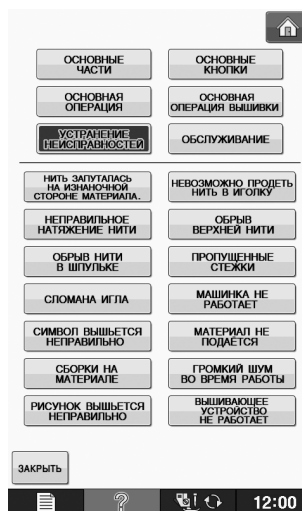 ОСНОВНЫЕ
ЧАСТИ
ОСНОВНЫЕ
КНОПКИ
ОСНОВНАЯ
ОПЕРАЦИЯ
ОСНОВНАЯ
ОПЕРАЦИЯ ВЫШИВКИ
УСТРАНЕНИЕ
НЕИСПРАВНОСТЕЙ
ОБСЛУЖИВАНИЕ
НИТЬ ЗАПУТАЛАСЬ
НА ИЗНАНОЧНОЙ
СТОРОНЕ МАТЕРИАЛА.
НЕВОЗМОЖНО ПРОДЕТЬ
НИТЬ В ИГОЛКУ
НЕПРАВИЛЬНОЕ
НАТЯЖЕНИЕ НИТИ
ОБРЫВ
ВЕРХНЕЙ НИТИ
ОБРЫВ НИТИ
В ШПУЛЬКЕ
ПРОПУЩЕННЫЕ
СТЕЖКИ
СЛОМАНА ИГЛА
МАШИНКА НЕ
РАБОТАЕТ
СИМВОЛ ВЫШЬЕТСЯ
НЕПРАВИЛЬНО
МАТЕРИАЛ НЕ
ПОДАЁТСЯ
СБОРКИ НА
МАТЕРИАЛЕ
ГРОМКИЙ ШУМ
ВО ВРЕМЯ РАБОТЫ
РИСУНОК ВЫШЬЕТСЯ
НЕПРАВИЛЬНО
ВЫШИВАЮЩЕЕ
УСТРОЙСТВО
НЕ РАБОТАЕТ
ЗАКРЫТЬ
12:00